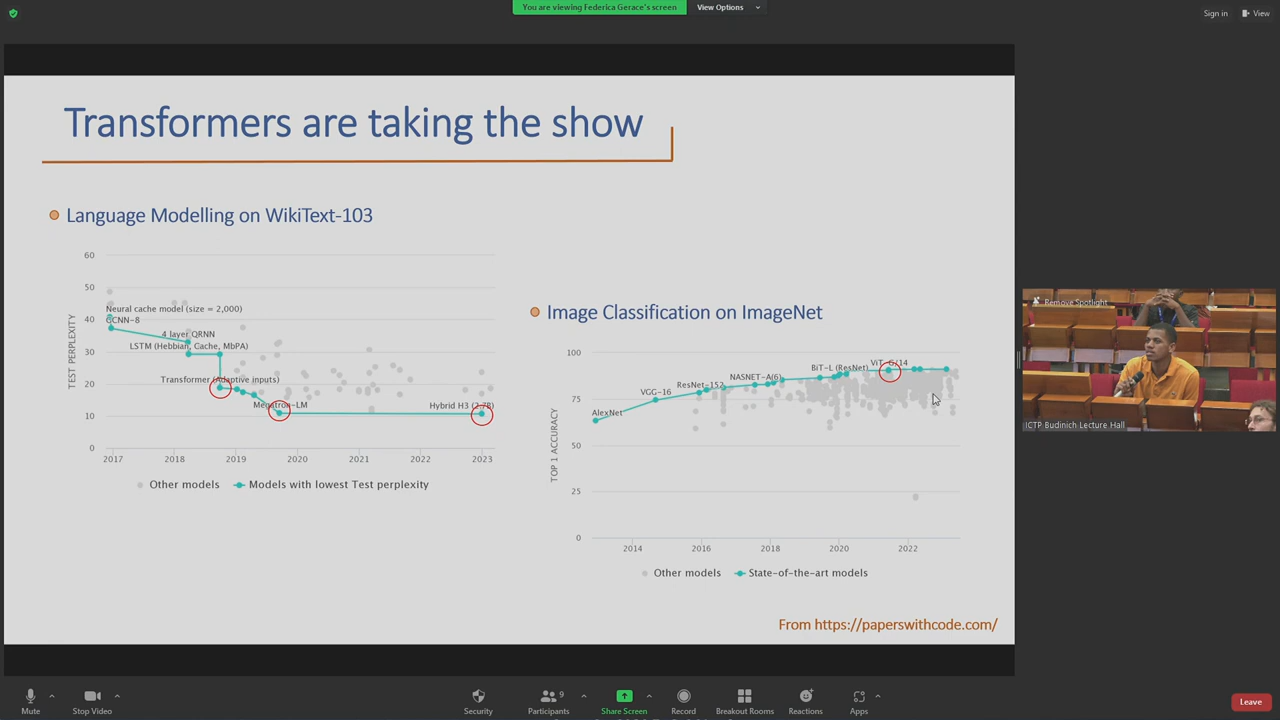 You are viewing Federica Gerace's screen
View Options
Sign in
View
Transformers are taking the show
Language Modelling on WikiText-103
60
50
40
30
20
10
0
TEST PERPLEXITY
Neural cache model (size = 2,000)
GCNN-8
4 layer QRNN
LSTM (Hebbian, Cache, MbPA)
Transformer (Adaptive inputs)
Megatron-LM
Hybrid H3 (2.7B)
2017
2018
2019
2020
2021
2022
2023
Other models
Models with lowest Test perplexity
Image Classification on ImageNet
100
75
50
25
0
TOP 1 ACCURACY
AlexNet
VGG-16
ResNet-152
NASNET-A(6)
BiT-L (ResNet)
ViT-G/14
2014
2016
2018
2020
2022
Other models
State-of-the-art models
From https://paperswithcode.com/
Remove Spotlight
ICTP Budinich Lecture Hall
Mute
Stop Video
Security
Participants
9
Share Screen
Record
Breakout Rooms
Reactions
Apps
Leave